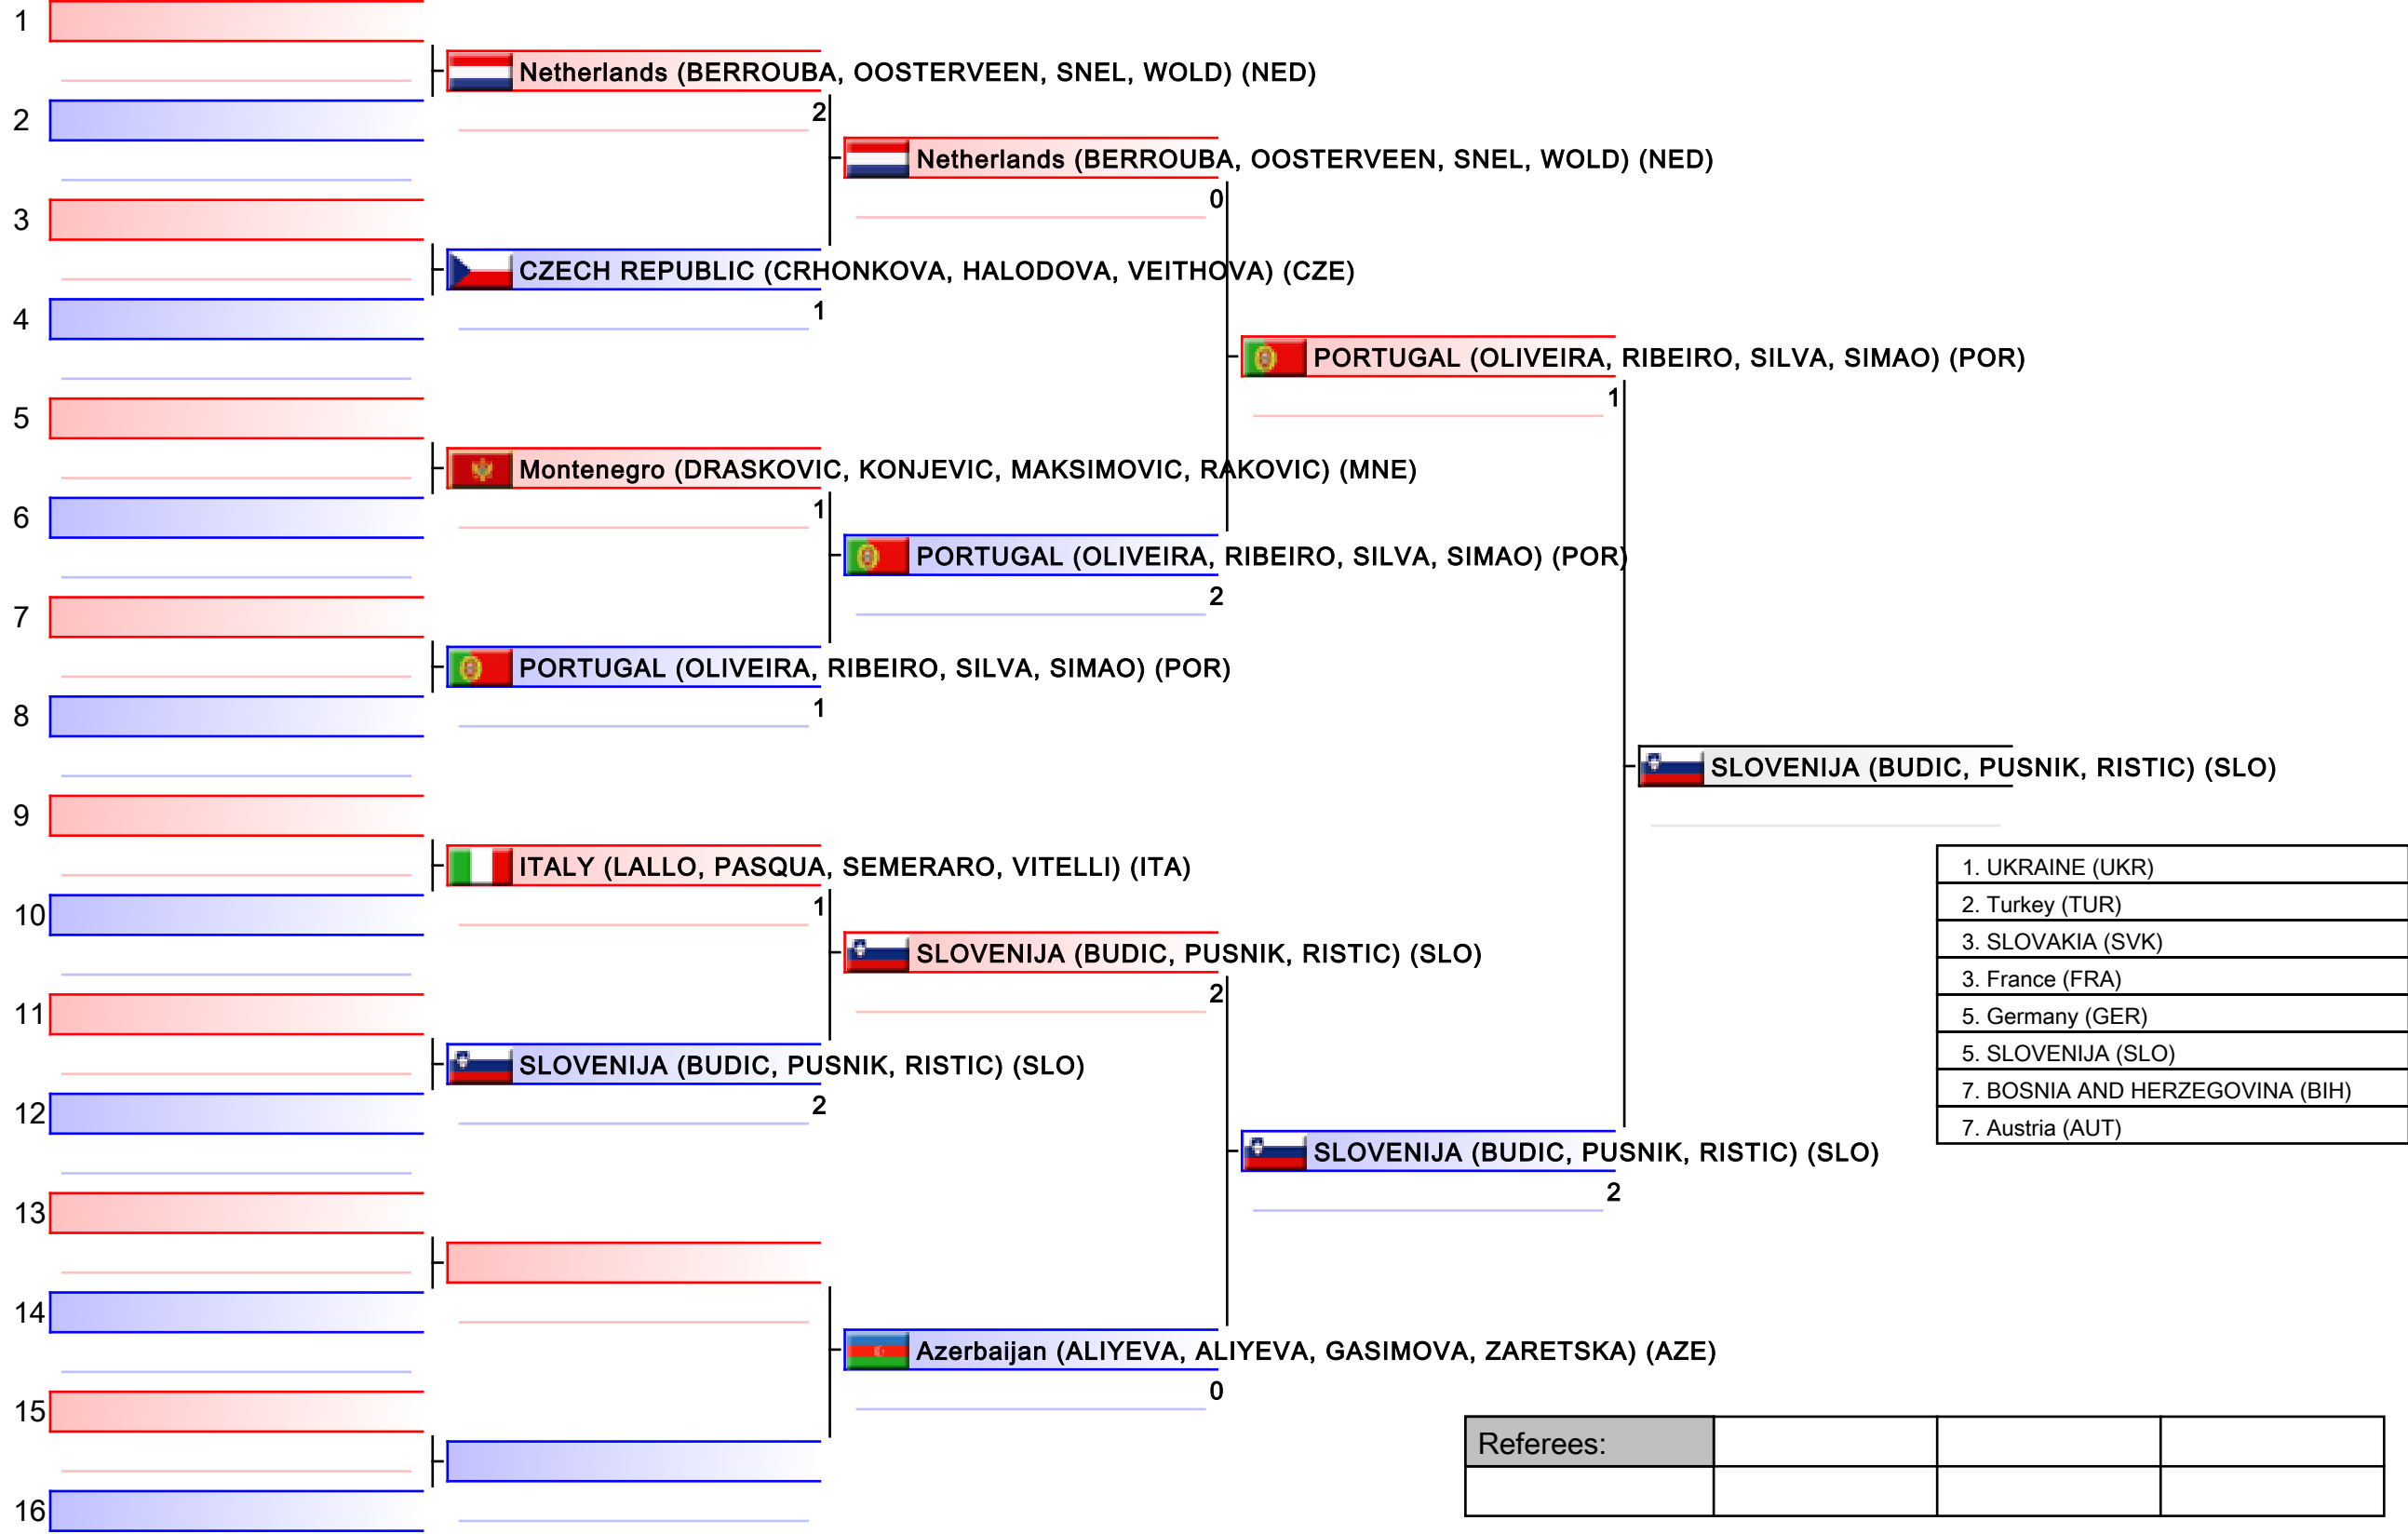 1
Netherlands (BERROUBA, OOSTERVEEN, SNEL, WOLD) (NED)
2
2
Netherlands (BERROUBA, OOSTERVEEN, SNEL, WOLD) (NED)
0
3
CZECH REPUBLIC (CRHONKOVA, HALODOVA, VEITHOVA) (CZE)
4
1
PORTUGAL (OLIVEIRA, RIBEIRO, SILVA, SIMAO) (POR)
1
5
Montenegro (DRASKOVIC, KONJEVIC, MAKSIMOVIC, RAKOVIC) (MNE)
6
1
PORTUGAL (OLIVEIRA, RIBEIRO, SILVA, SIMAO) (POR)
2
7
PORTUGAL (OLIVEIRA, RIBEIRO, SILVA, SIMAO) (POR)
8
1
SLOVENIJA (BUDIC, PUSNIK, RISTIC) (SLO)
9
ITALY (LALLO, PASQUA, SEMERARO, VITELLI) (ITA)
10
1
SLOVENIJA (BUDIC, PUSNIK, RISTIC) (SLO)
2
11
SLOVENIJA (BUDIC, PUSNIK, RISTIC) (SLO)
12
2
SLOVENIJA (BUDIC, PUSNIK, RISTIC) (SLO)
2
13
14
Azerbaijan (ALIYEVA, ALIYEVA, GASIMOVA, ZARETSKA) (AZE)
0
15
16
1. UKRAINE (UKR)
2. Turkey (TUR)
3. SLOVAKIA (SVK)
3. France (FRA)
5. Germany (GER)
5. SLOVENIJA (SLO)
7. BOSNIA AND HERZEGOVINA (BIH)
7. Austria (AUT)
Referees: